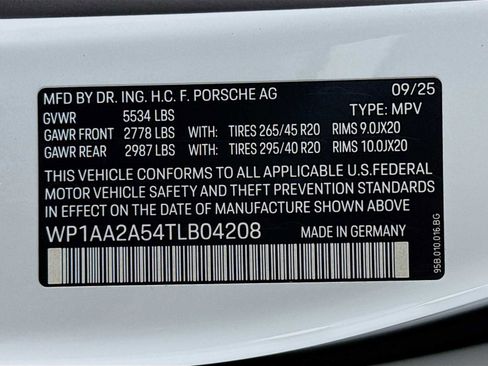 MFD BY DR. ING. H.C. F. PORSCHE AG 09/25
GVWR 5534 LBS TYPE: MPV
GAWR FRONT 2778 LBS WITH: TIRES 265/45 R20 RIMS 9.0JX20
GAWR REAR 2987 LBS WITH: TIRES 295/40 R20 RIMS 10.0JX20
THIS VEHICLE CONFORMS TO ALL APPLICABLE U.S.FEDERAL
MOTOR VEHICLE SAFETY AND THEFT PREVENTION STANDARDS
IN EFFECT ON THE DATE OF MANUFACTURE SHOWN ABOVE.
WP1AA2A54TLB04208 MADE IN GERMANY
95B.010.016.BG